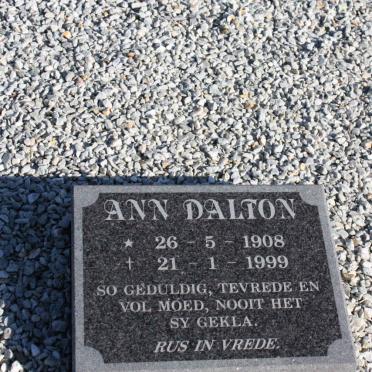 ANN DALTON
★ 26 - 5 - 1908
† 21 - 1 - 1999
SO GEDULDIG, TEVREDE EN
VOL MOED, NOOIT HET
SY GEKLA.
RUS IN VREDE.